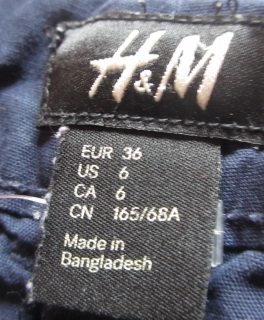 H&M
EUR 36
US 6
CA 6
CN 165/68A
Made in
Bangladesh